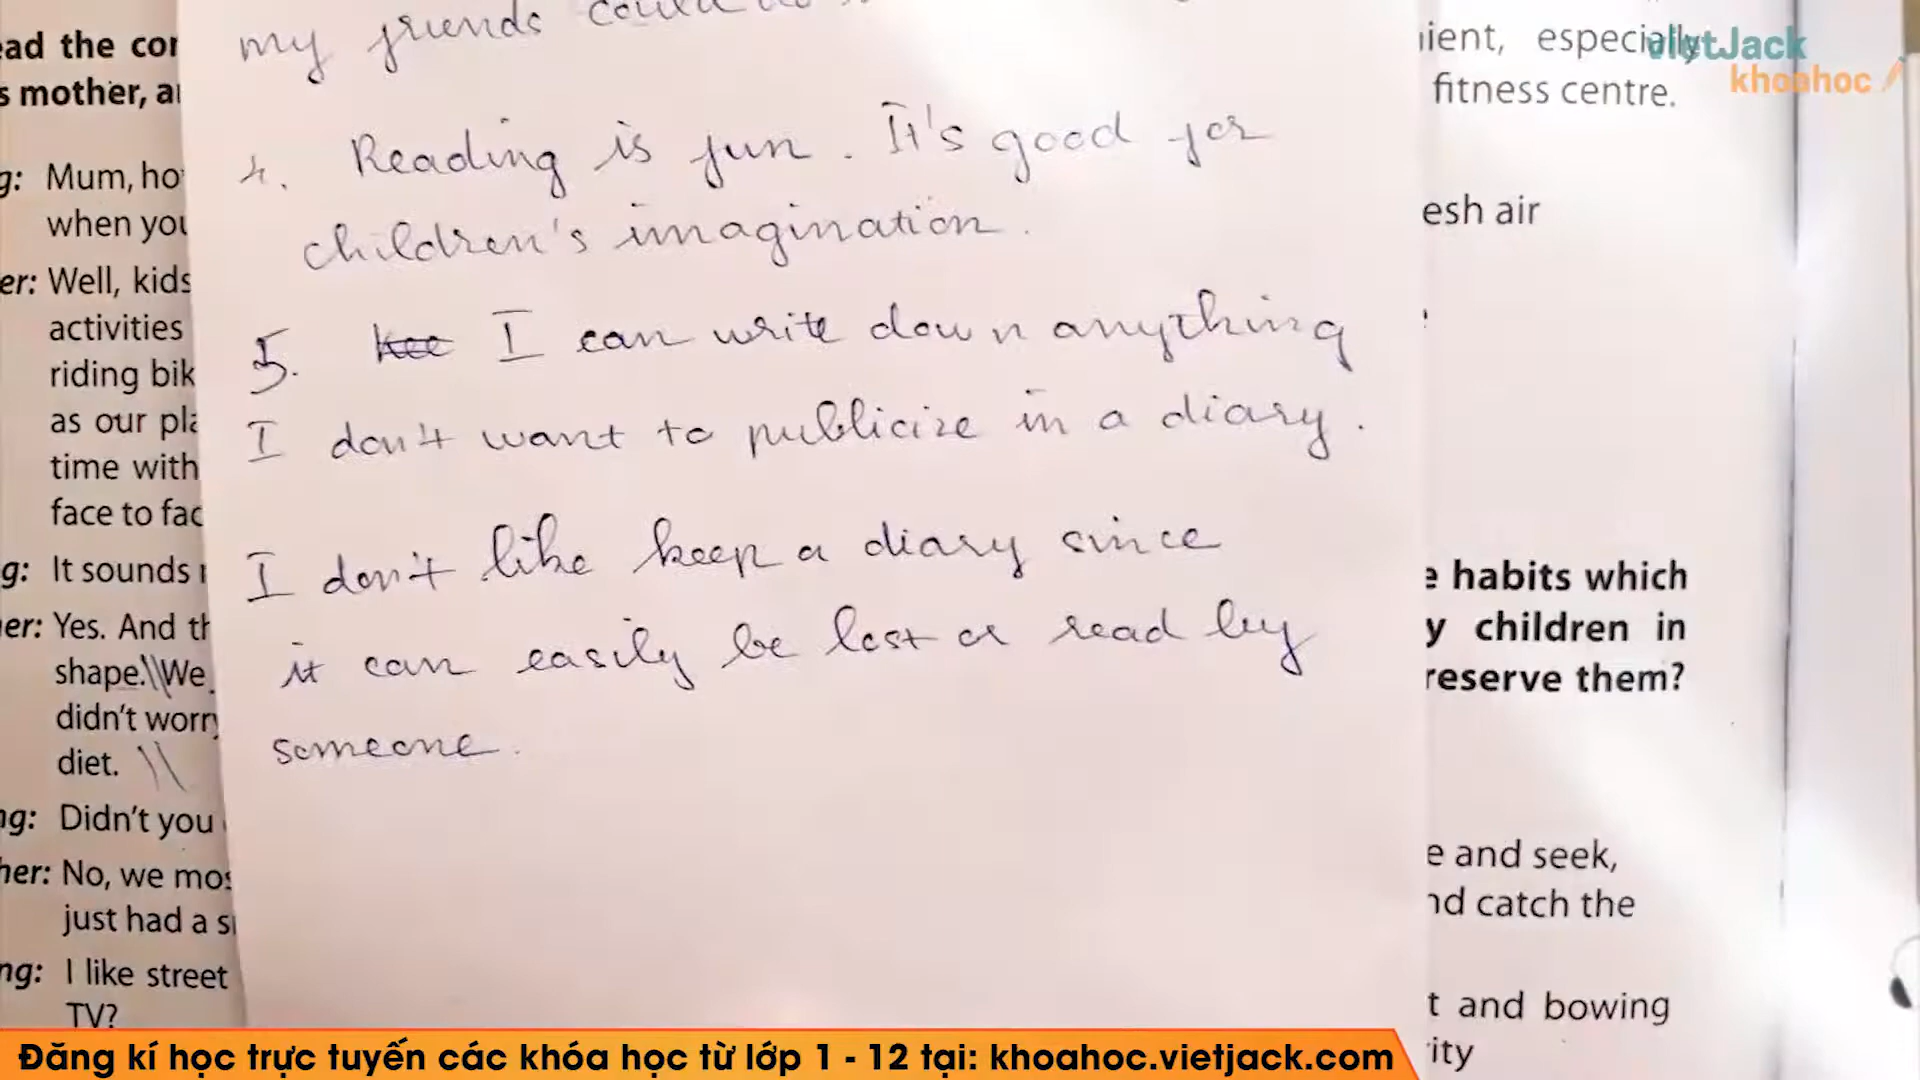 my friends could
4. Reading is fun. It's good for
children's imagination.
5. I can write down anything
I don't want to publicize in a diary.
I don't like keep a diary since
it can easily be lost or read by
someone.
ead the cor
s mother, a
g: Mum, ho
when you
er: Well, kids
activities
riding bik
as our pla
time with
face to fac
g: It sounds
er: Yes. And th
shape.\\We
didn't worry
diet. \\
ng: Didn't you
her: No, we mos
just had a s
ng: I like street
TV?
ient, especially
fitness centre.
esh air
e habits which
y children in
reserve them?
e and seek,
nd catch the
t and bowing
ity
vietJack
khoahoc
Đăng kí học trực tuyến các khóa học từ lớp 1 - 12 tại: khoahoc.vietjack.com